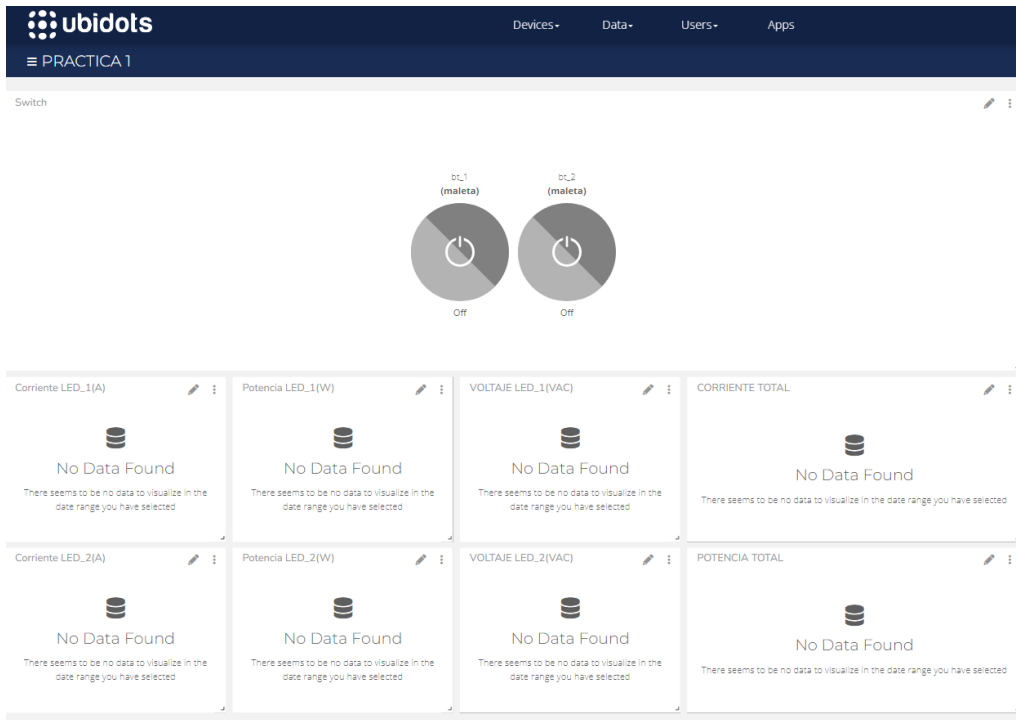 ubidots
Devices Data Users Apps
≡ PRACTICA 1
Switch
bt_1 bt_2
(maleta) (maleta)
Off Off
Corriente LED_1(A) Potencia LED_1(W) VOLTAJE LED_1(VAC) CORRIENTE TOTAL
No Data Found No Data Found No Data Found No Data Found
There seems to be no data to visualize in the There seems to be no data to visualize in the There seems to be no data to visualize in the There seems to be no data to visualize in the date range you have selected
date range you have selected date range you have selected date range you have selected
Corriente LED_2(A) Potencia LED_2(W) VOLTAJE LED_2(VAC) POTENCIA TOTAL
No Data Found No Data Found No Data Found No Data Found
There seems to be no data to visualize in the There seems to be no data to visualize in the There seems to be no data to visualize in the There seems to be no data to visualize in the date range you have selected
date range you have selected date range you have selected date range you have selected